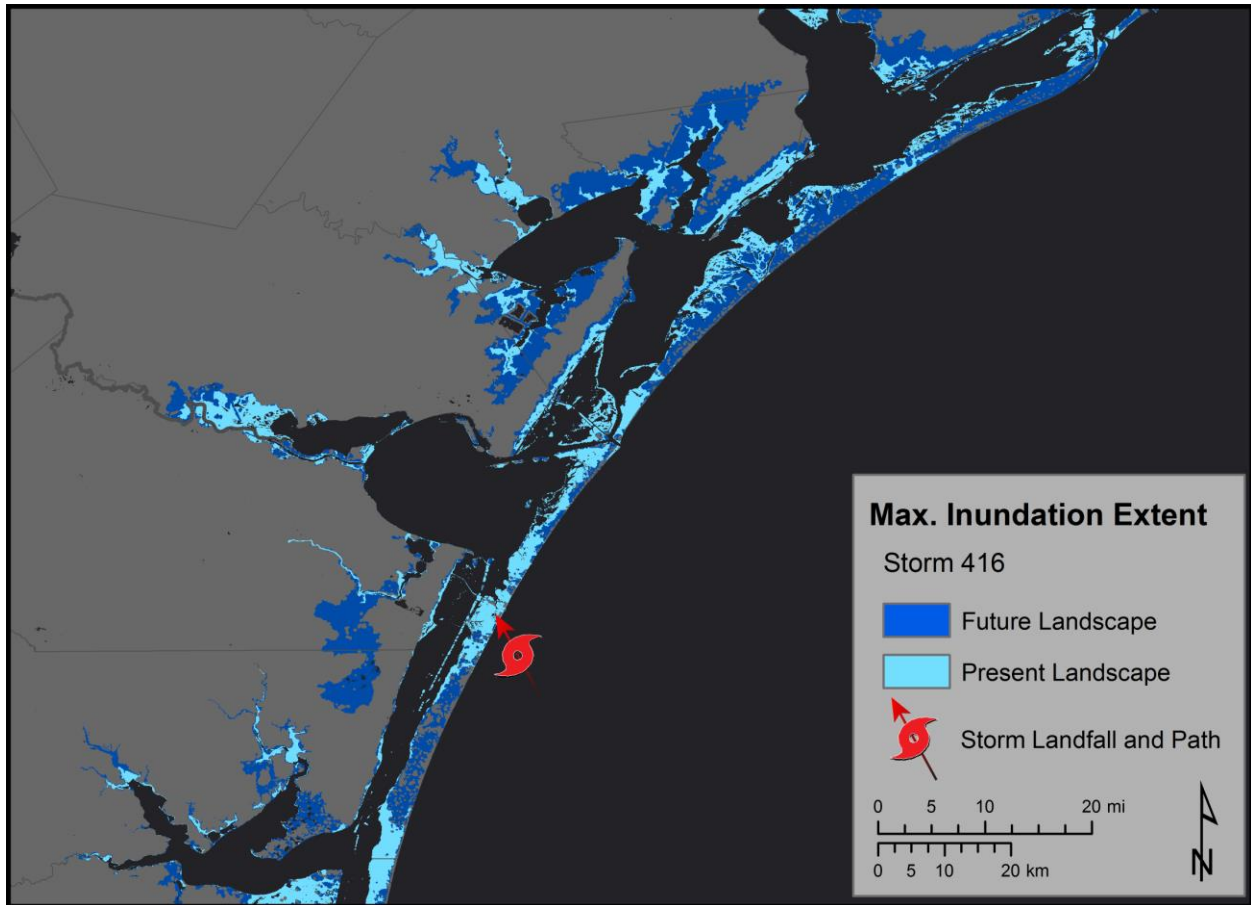 Max. Inundation Extent
Storm 416
Future Landscape
Present Landscape
Storm Landfall and Path
0 5 10 20 mi
0 5 10 20 km
N